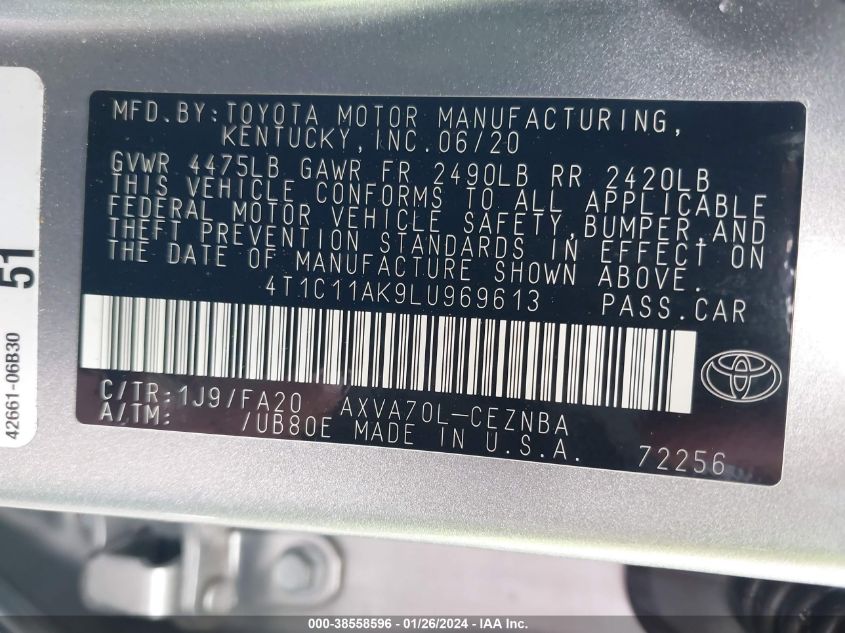 MFD.BY:TOYOTA MOTOR MANUFACTURING,
KENTUCKY,INC.06/20
GVWR 4475LB GAWR FR 2490LB RR 2420LB
THIS VEHICLE CONFORMS TO ALL APPLICABLE
FEDERAL MOTOR VEHICLE SAFETY,BUMPER,AND
THEFT PREVENTION STANDARDS IN EFFECT ON
THE DATE OF MANUFACTURE SHOWN ABOVE.
4T1C11AK9LU969613 PASS.CAR
C/TR:1J9/FA20 AXVA70L-CEZNBA
A/TM: /UB80E MADE IN U.S.A. 72256
51
42661-06B30
000-38558596 - 01/26/2024 - IAA Inc.